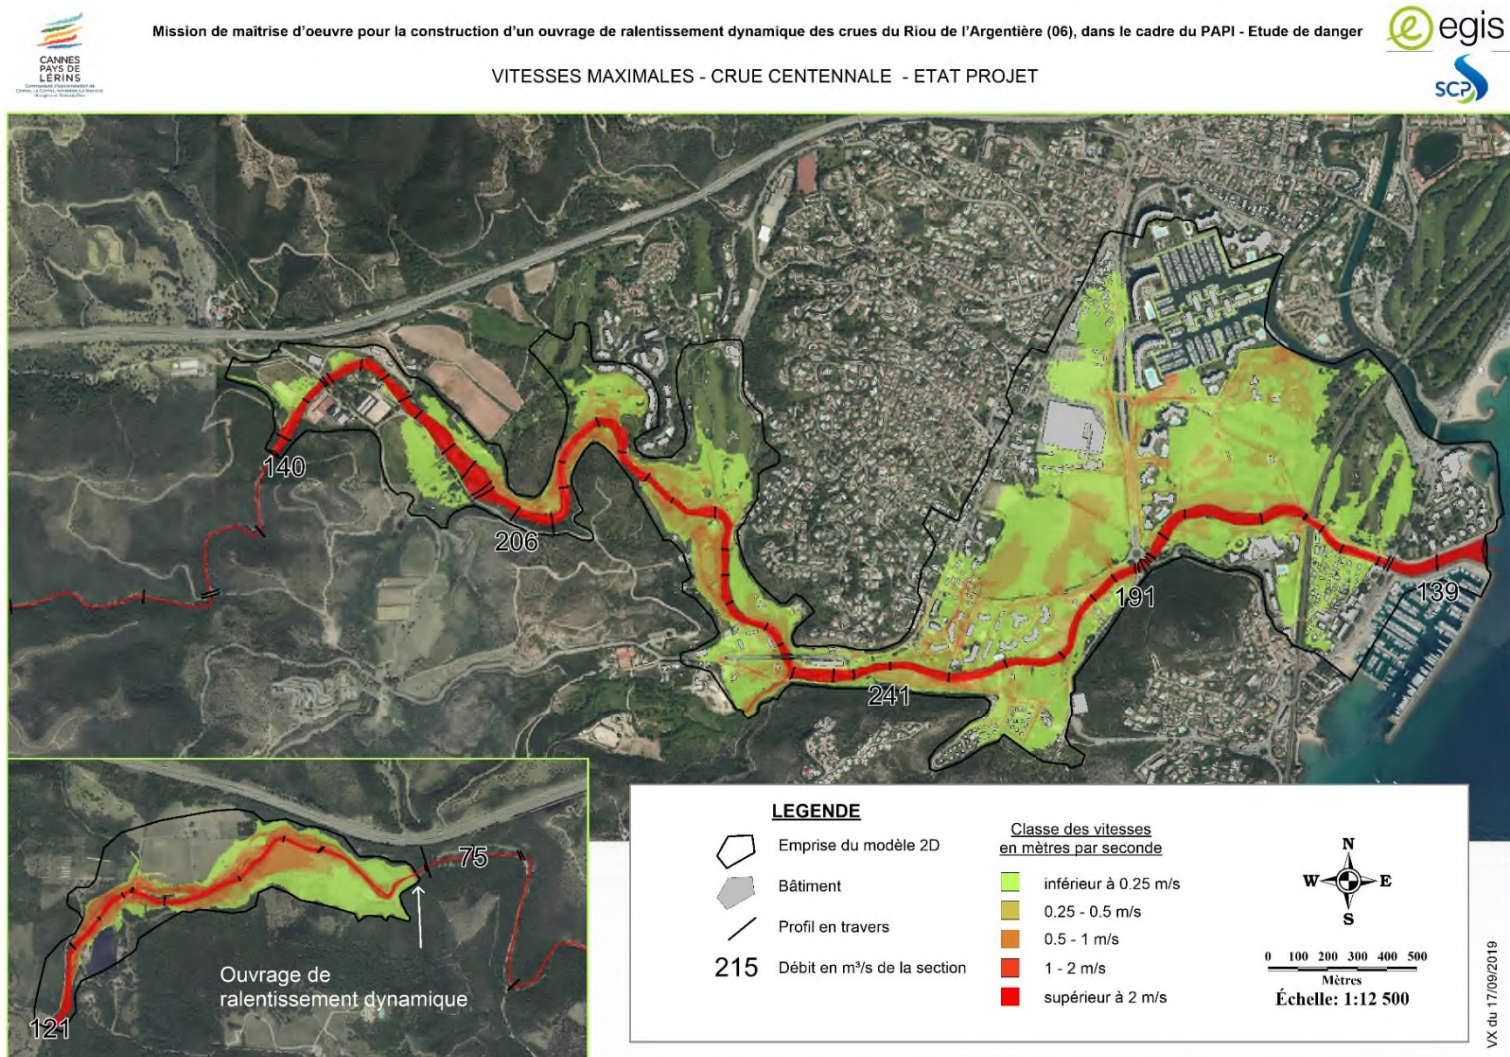 CANNES
PAYS DE
LÉRINS
Mission de maîtrise d'oeuvre pour la construction d'un ouvrage de ralentissement dynamique des crues du Riou de l'Argentière (06), dans le cadre du PAPI - Etude de danger
VITESSES MAXIMALES - CRUE CENTENNALE - ETAT PROJET
egis
SCP
140
206
241
191
139
75
121
Ouvrage de
ralentissement dynamique
LEGENDE
Emprise du modèle 2D
Bâtiment
Profil en travers
215 Débit en m³/s de la section
Classe des vitesses
en mètres par seconde
inférieur à 0.25 m/s
0.25 - 0.5 m/s
0.5 - 1 m/s
1 - 2 m/s
supérieur à 2 m/s
N
W E
S
0 100 200 300 400 500
Mètres
Échelle: 1:12 500
VX du 17/09/2019